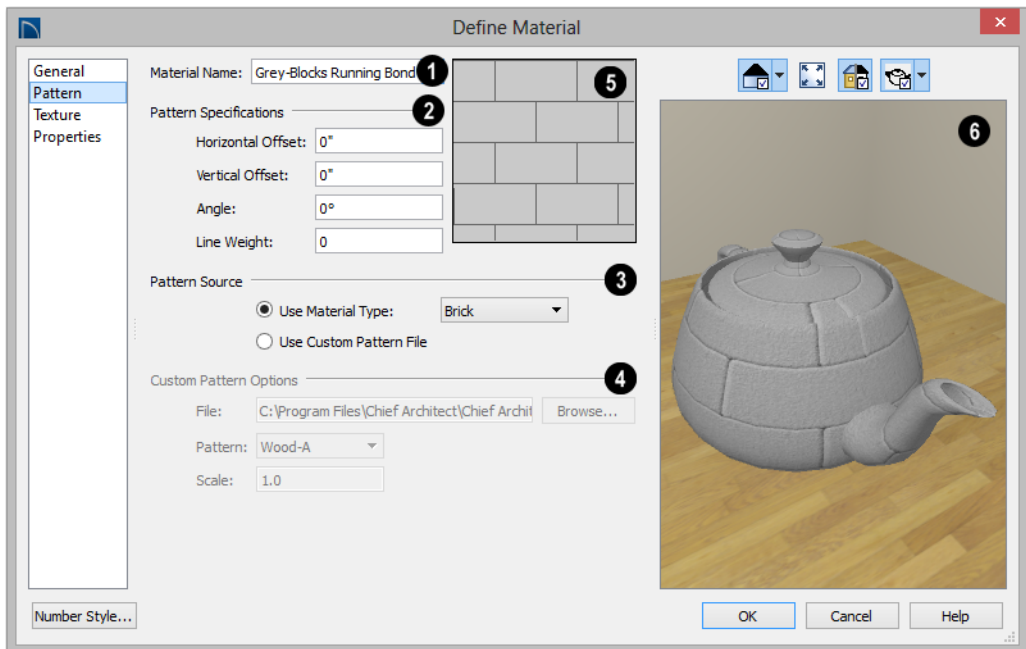 Define Material
General
Pattern
Texture
Properties
Material Name: Grey-Blocks Running Bond 1
Pattern Specifications 2
Horizontal Offset: 0"
Vertical Offset: 0"
Angle: 0°
Line Weight: 0
5
6
Pattern Source 3
Use Material Type: Brick
Use Custom Pattern File
Custom Pattern Options 4
File: C:\Program Files\Chief Architect\Chief Archit Browse...
Pattern: Wood-A
Scale: 1.0
Number Style...
OK
Cancel
Help